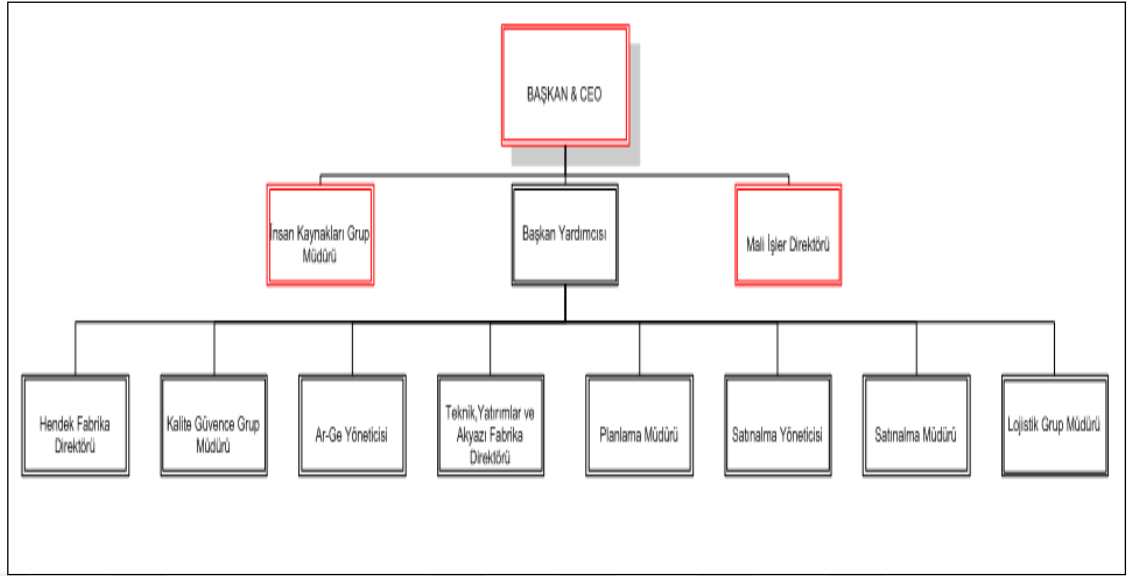 BAŞKAN & CEO
İnsan Kaynakları Grup
Müdürü
Başkan Yardımcısı
Mali İşler Direktörü
Hendek Fabrika
Direktörü
Kalite Güvence Grup
Müdürü
Ar-Ge Yöneticisi
Teknik,Yatırımlar ve
Akyazı Fabrika
Direktörü
Planlama Müdürü
Satınalma Yöneticisi
Satınalma Müdürü
Lojistik Grup Müdürü